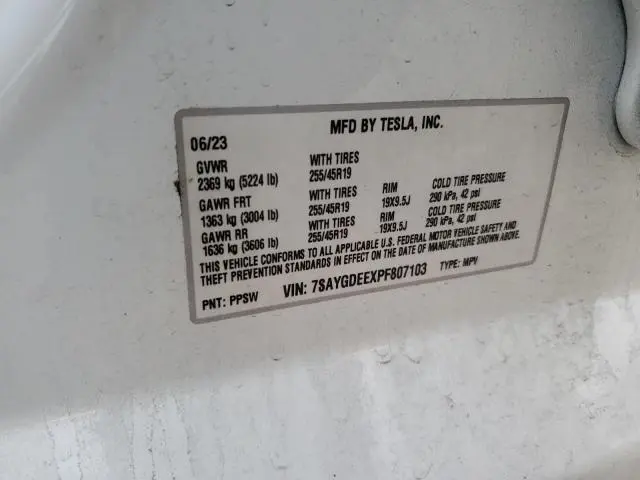 MFD BY TESLA, INC.
06/23
GVWR WITH TIRES
2369 kg (5224 lb) 255/45R19
GAWR FRT WITH TIRES RIM COLD TIRE PRESSURE
1363 kg (3004 lb) 255/45R19 19X9.5J 290 kPa, 42 psi
GAWR RR WITH TIRES RIM COLD TIRE PRESSURE
1636 kg (3606 lb) 255/45R19 19X9.5J 290 kPa, 42 psi
THIS VEHICLE CONFORMS TO ALL APPLICABLE U.S. FEDERAL MOTOR VEHICLE SAFETY AND
THEFT PREVENTION STANDARDS IN EFFECT ON THE DATE OF MANUFACTURE SHOWN ABOVE.
PNT: PPSW VIN: 7SAYGDEEXPF807103 TYPE: MPV